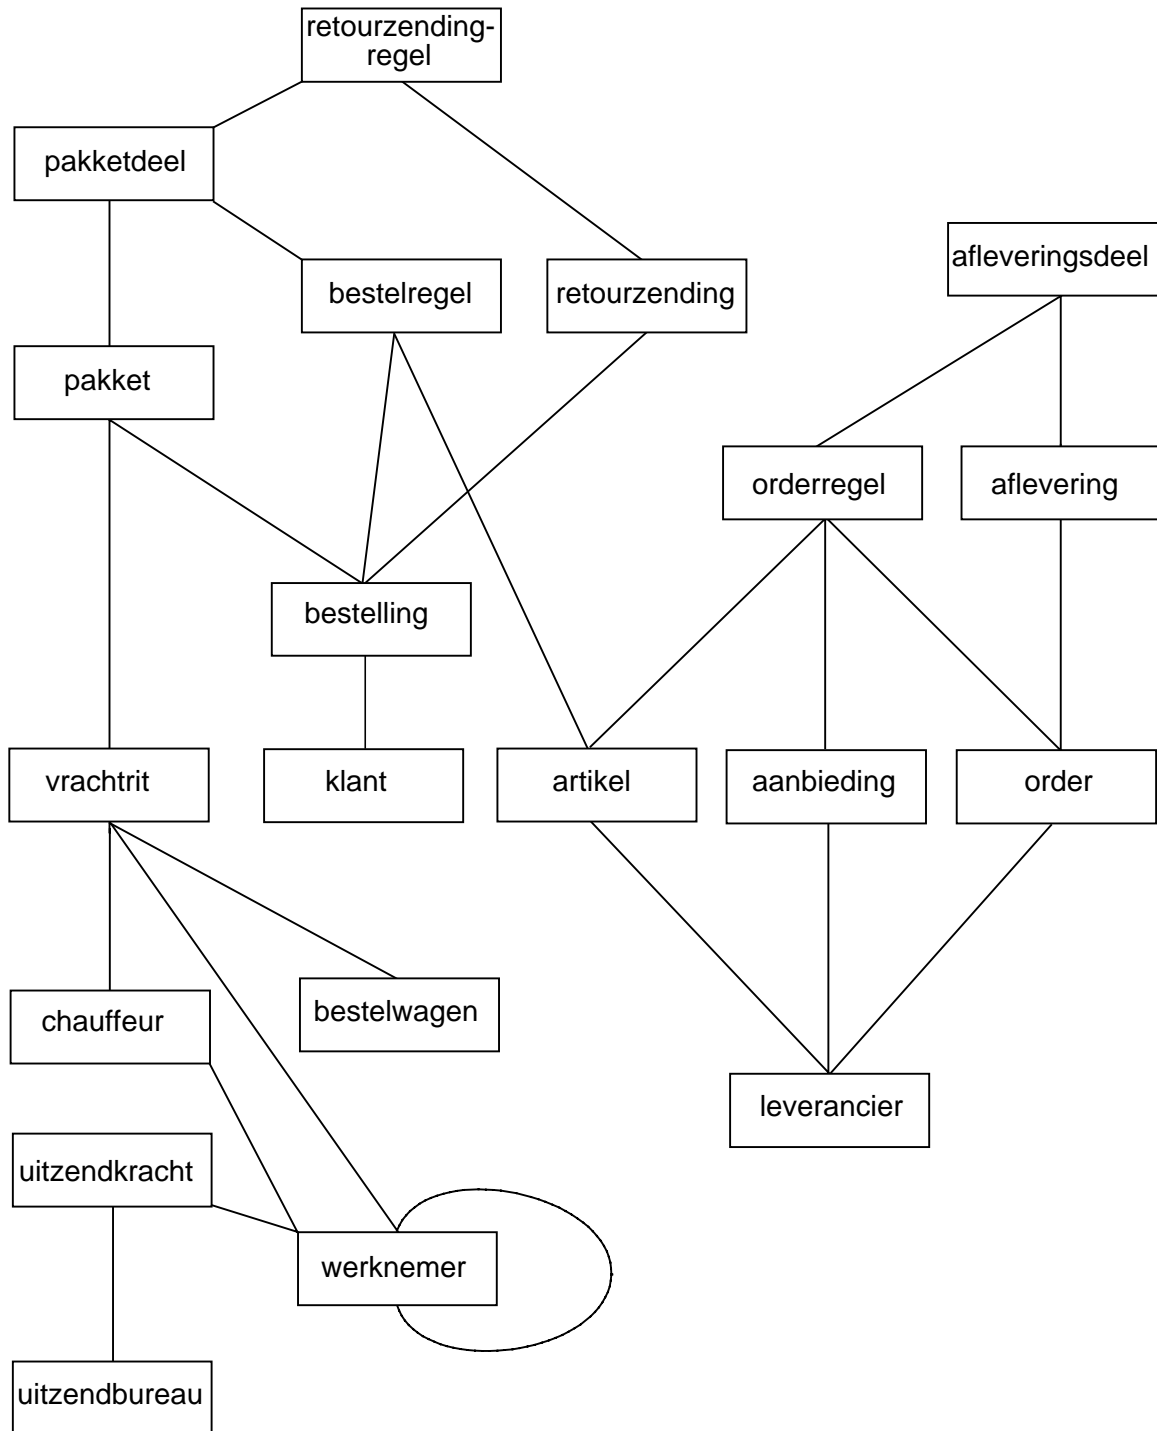 retourzending-
regel
pakketdeel
afleveringsdeel
bestelregel
retourzending
pakket
orderregel
aflevering
bestelling
vrachtrit
klant
artikel
aanbieding
order
chauffeur
bestelwagen
leverancier
uitzendkracht
werknemer
uitzendbureau